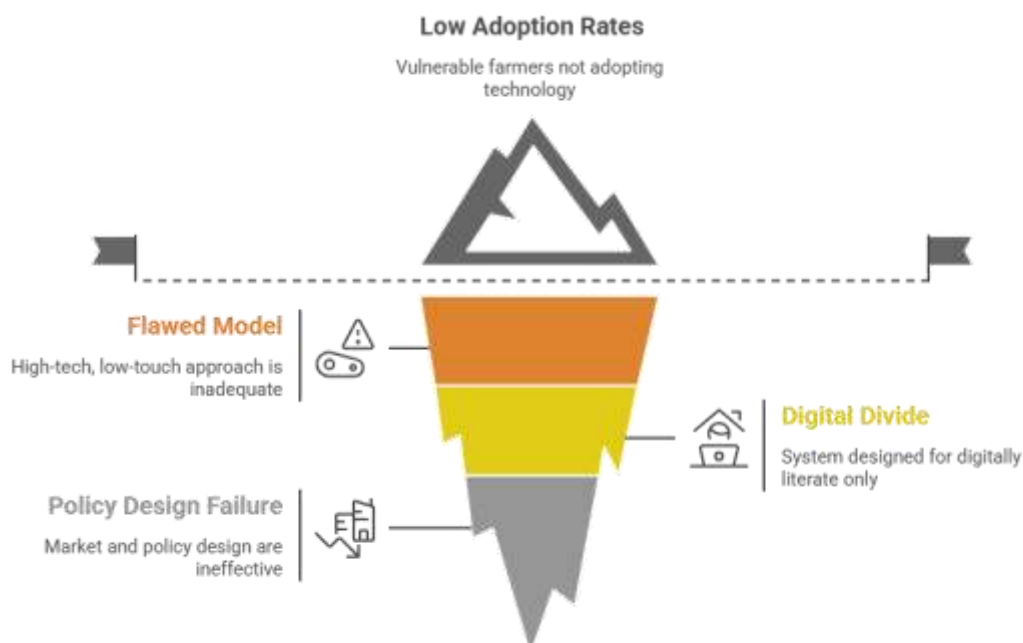 Low Adoption Rates
Vulnerable farmers not adopting
technology
Flawed Model
High-tech, low-touch approach is
inadequate
Digital Divide
System designed for digitally
literate only
Policy Design Failure
Market and policy design are
ineffective